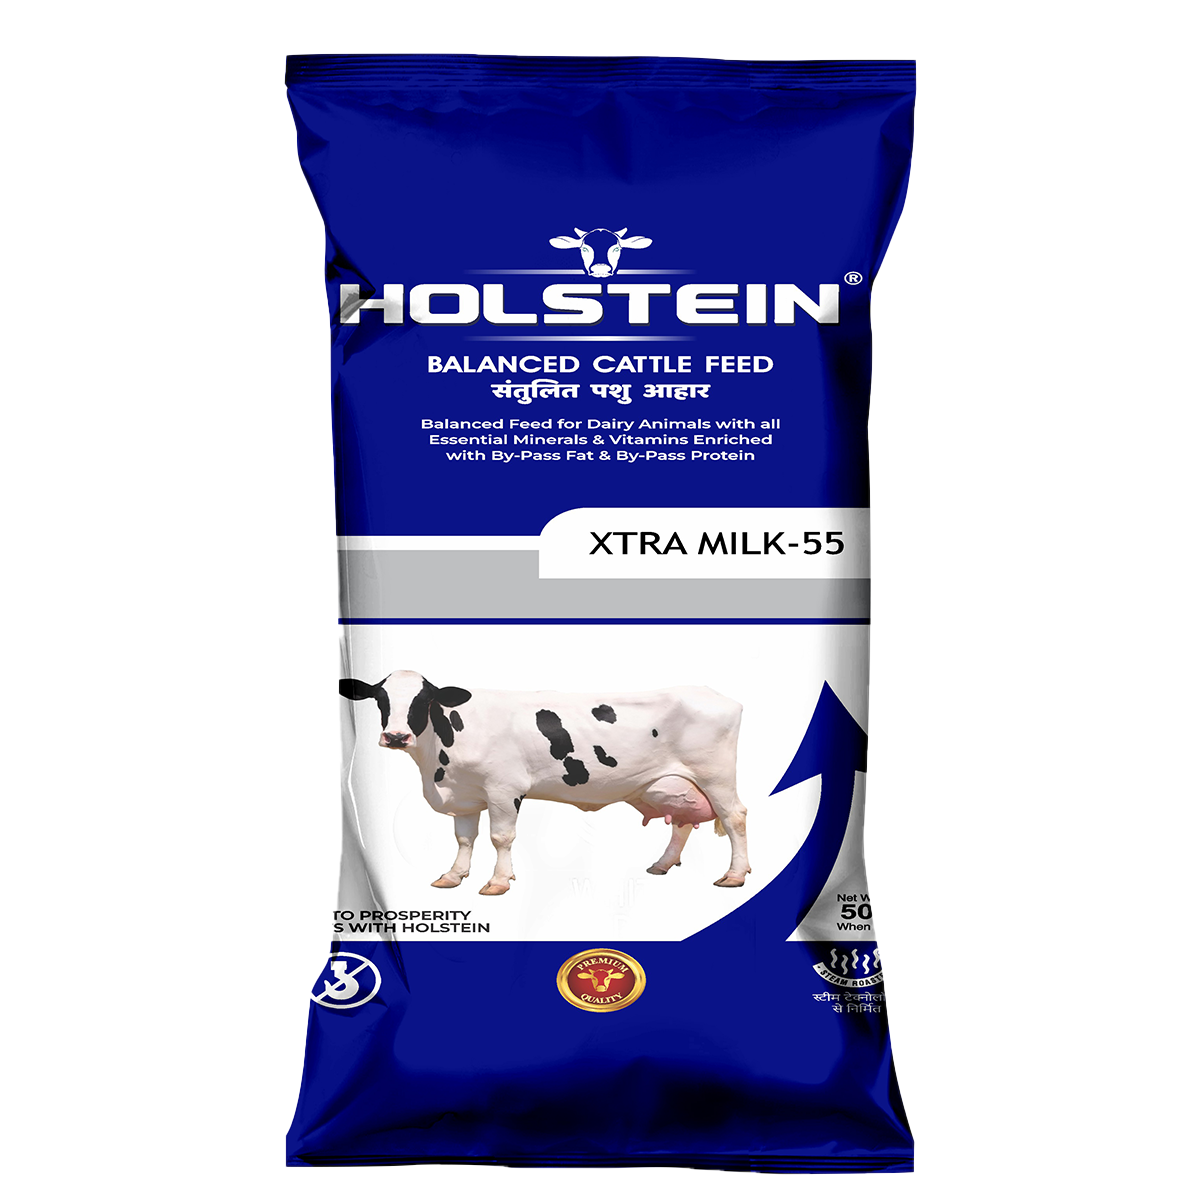 HOLSTEIN®
BALANCED CATTLE FEED
संतुलित पशु आहार
Balanced Feed for Dairy Animals with all
Essential Minerals & Vitamins Enriched
with By-Pass Fat & By-Pass Protein
XTRA MILK-55
TO PROSPERITY
S WITH HOLSTEIN
Net W
50
When
PREMIUM
QUALITY
STEAM ROAST
स्टीम टेक्नोलॉ
से निर्मित